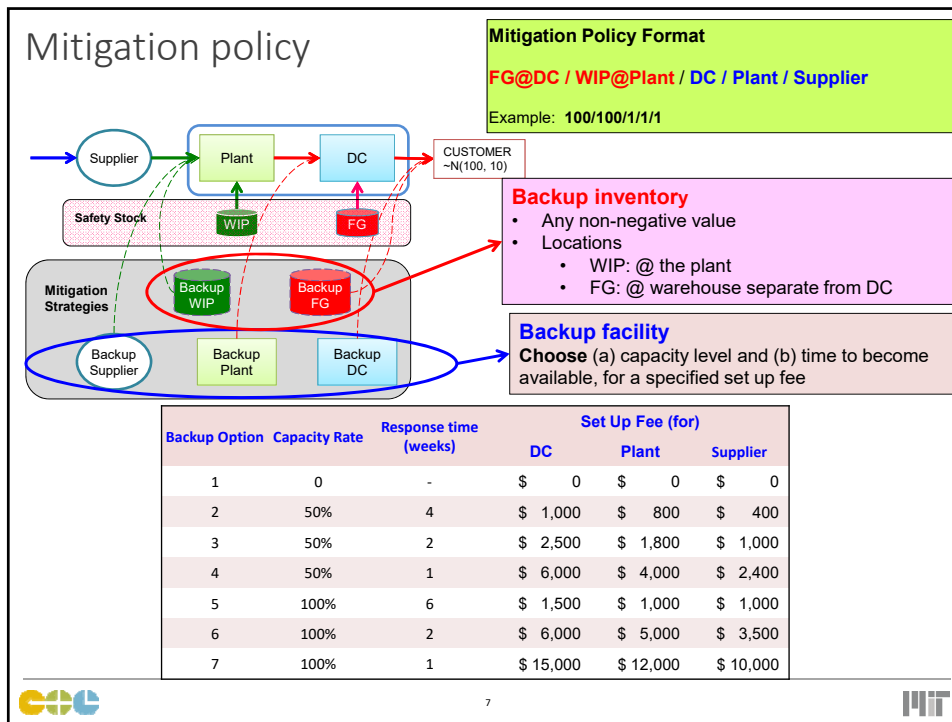 Mitigation policy
Mitigation Policy Format
FG@DC / WIP@Plant / DC / Plant / Supplier
Example: 100/100/1/1/1
Supplier
Plant
DC
CUSTOMER
~N(100, 10)
Safety Stock
WIP
FG
Backup inventory
• Any non-negative value
• Locations
• WIP: @ the plant
• FG: @ warehouse separate from DC
Mitigation
Strategies
Backup
WIP
Backup
FG
Backup
Supplier
Backup
Plant
Backup
DC
Backup facility
Choose (a) capacity level and (b) time to become
available, for a specified set up fee
Backup Option Capacity Rate Response time (weeks) Set Up Fee (for)
DC Plant Supplier
1 0 - $ 0 $ 0 $ 0
2 50% 4 $ 1,000 $ 800 $ 400
3 50% 2 $ 2,500 $ 1,800 $ 1,000
4 50% 1 $ 6,000 $ 4,000 $ 2,400
5 100% 6 $ 1,500 $ 1,000 $ 1,000
6 100% 2 $ 6,000 $ 5,000 $ 3,500
7 100% 1 $ 15,000 $ 12,000 $ 10,000
7